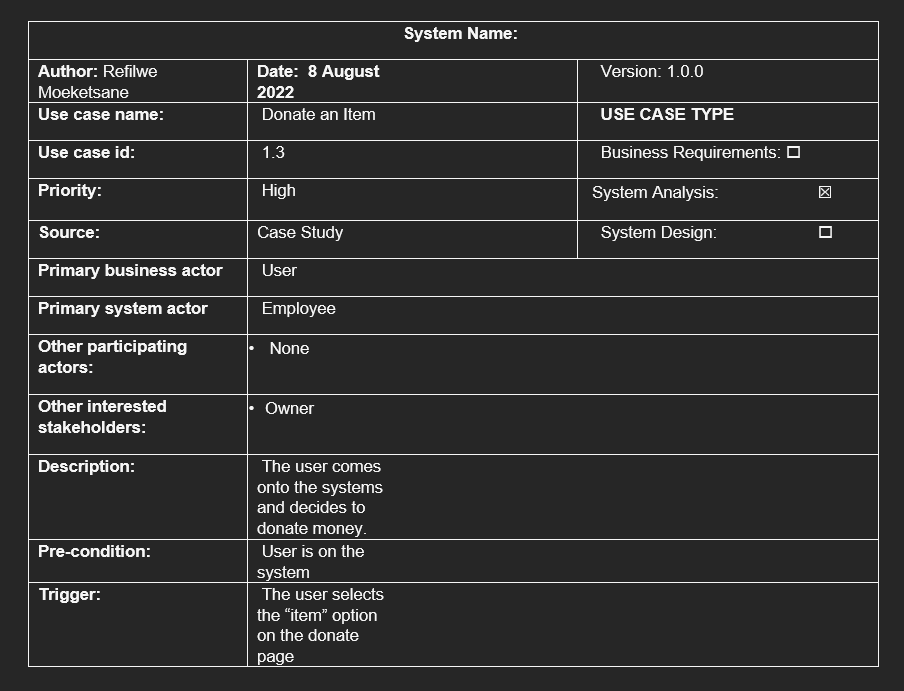 System Name:
Author: Refilwe
Moeketsane
Date:  8 August
2022
Version: 1.0.0
Use case name:
Donate an Item
USE CASE TYPE
Use case id:
1.3
Business Requirements: ☐
Priority:
High
System Analysis: ☒
Source:
Case Study
System Design: ☐
Primary business actor
User
Primary system actor
Employee
Other participating
actors:
• None
Other interested
stakeholders:
• Owner
Description:
The user comes
onto the systems
and decides to
donate money.
Pre-condition:
User is on the
system
Trigger:
The user selects
the “item” option
on the donate
page